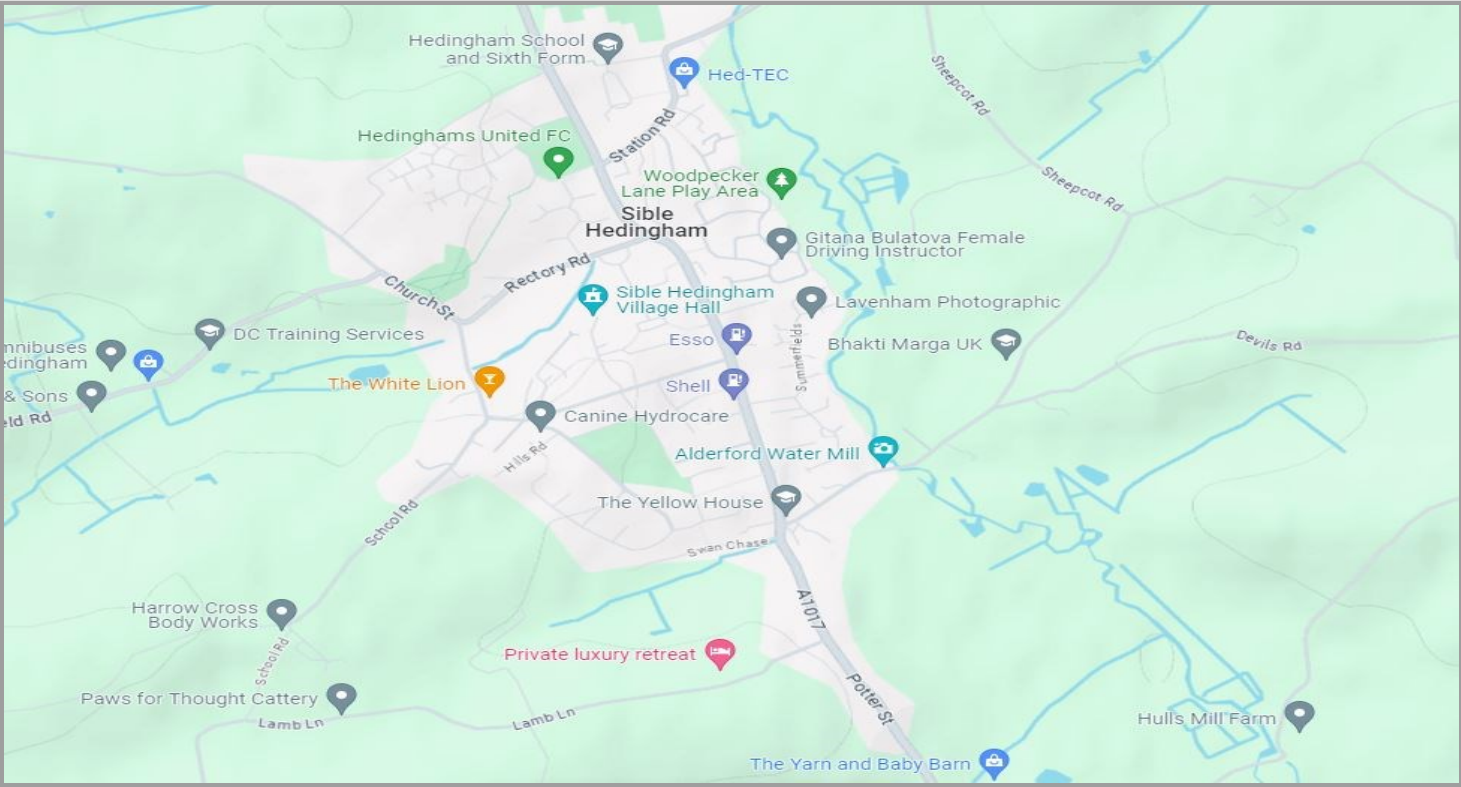 Hedingham School
and Sixth Form
Hed-TEC
Sheepcot Rd
Station Rd
Hedinghams United FC
Woodpecker
Lane Play Area
Sheepcot Rd
Sible
Hedingham
Gitana Bulatova Female
Driving Instructor
Rectory Rd
Church St
Sible Hedingham
Village Hall
Lavenham Photographic
DC Training Services
Esso
Summerfields
Bhakti Marga UK
Devils Rd
mnibuses
edingham
The White Lion
Shell
& Sons
eld Rd
Canine Hydrocare
Hills Rd
Alderford Water Mill
The Yellow House
School Rd
Swan Chase
A1017
Harrow Cross
Body Works
School Rd
Private luxury retreat
Paws for Thought Cattery
Lamb Ln
Lamb Ln
Potter St
Hulls Mill Farm
The Yarn and Baby Barn